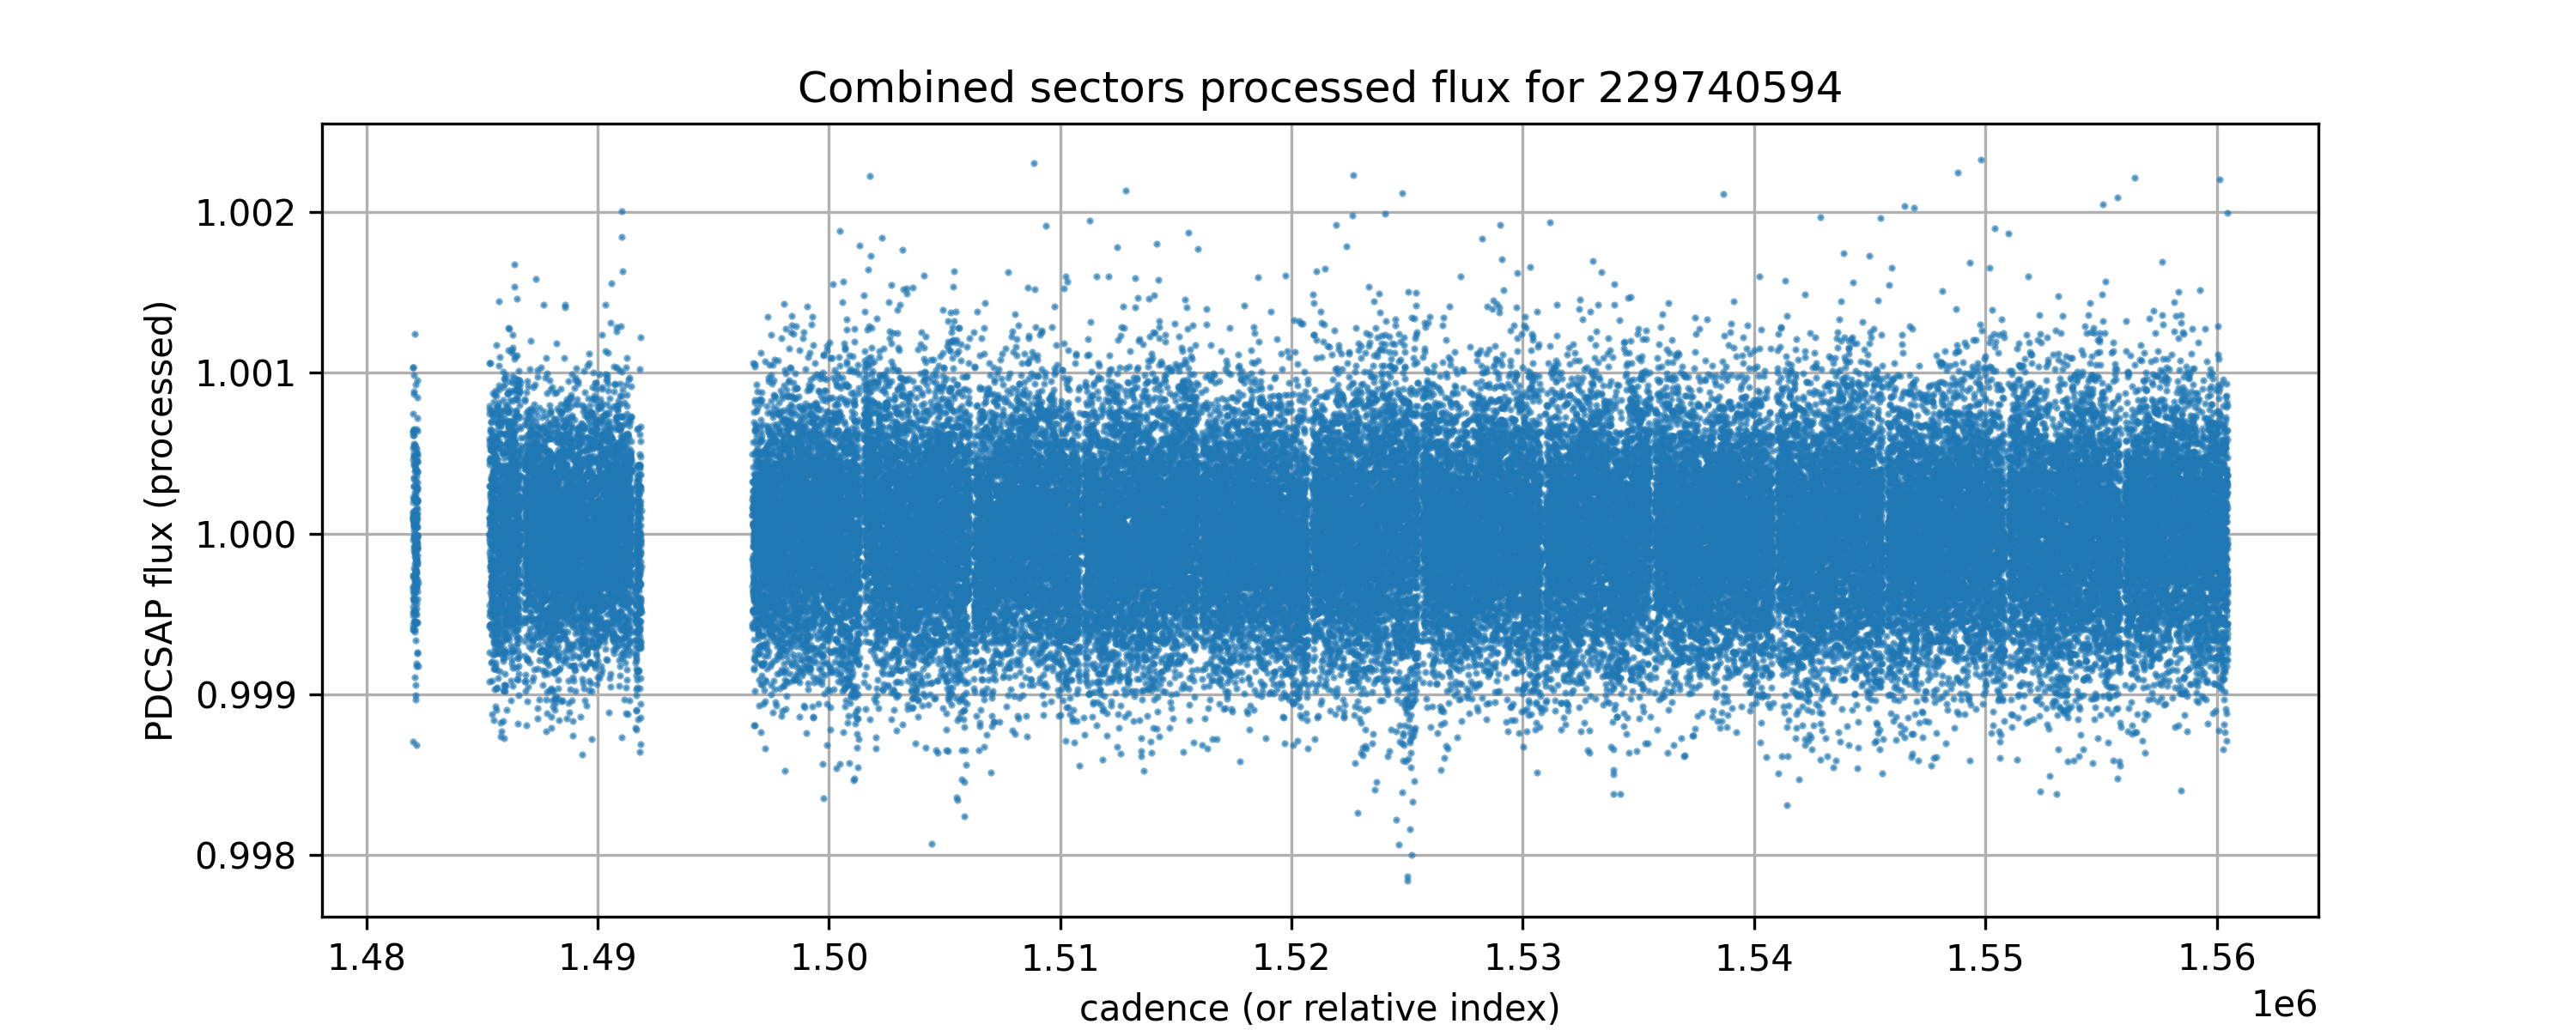 Combined sectors processed flux for 229740594
PDCSAP flux (processed)
1.002
1.001
1.000
0.999
0.998
1.48 1.49 1.50 1.51 1.52 1.53 1.54 1.55 1.56
1e6
cadence (or relative index)